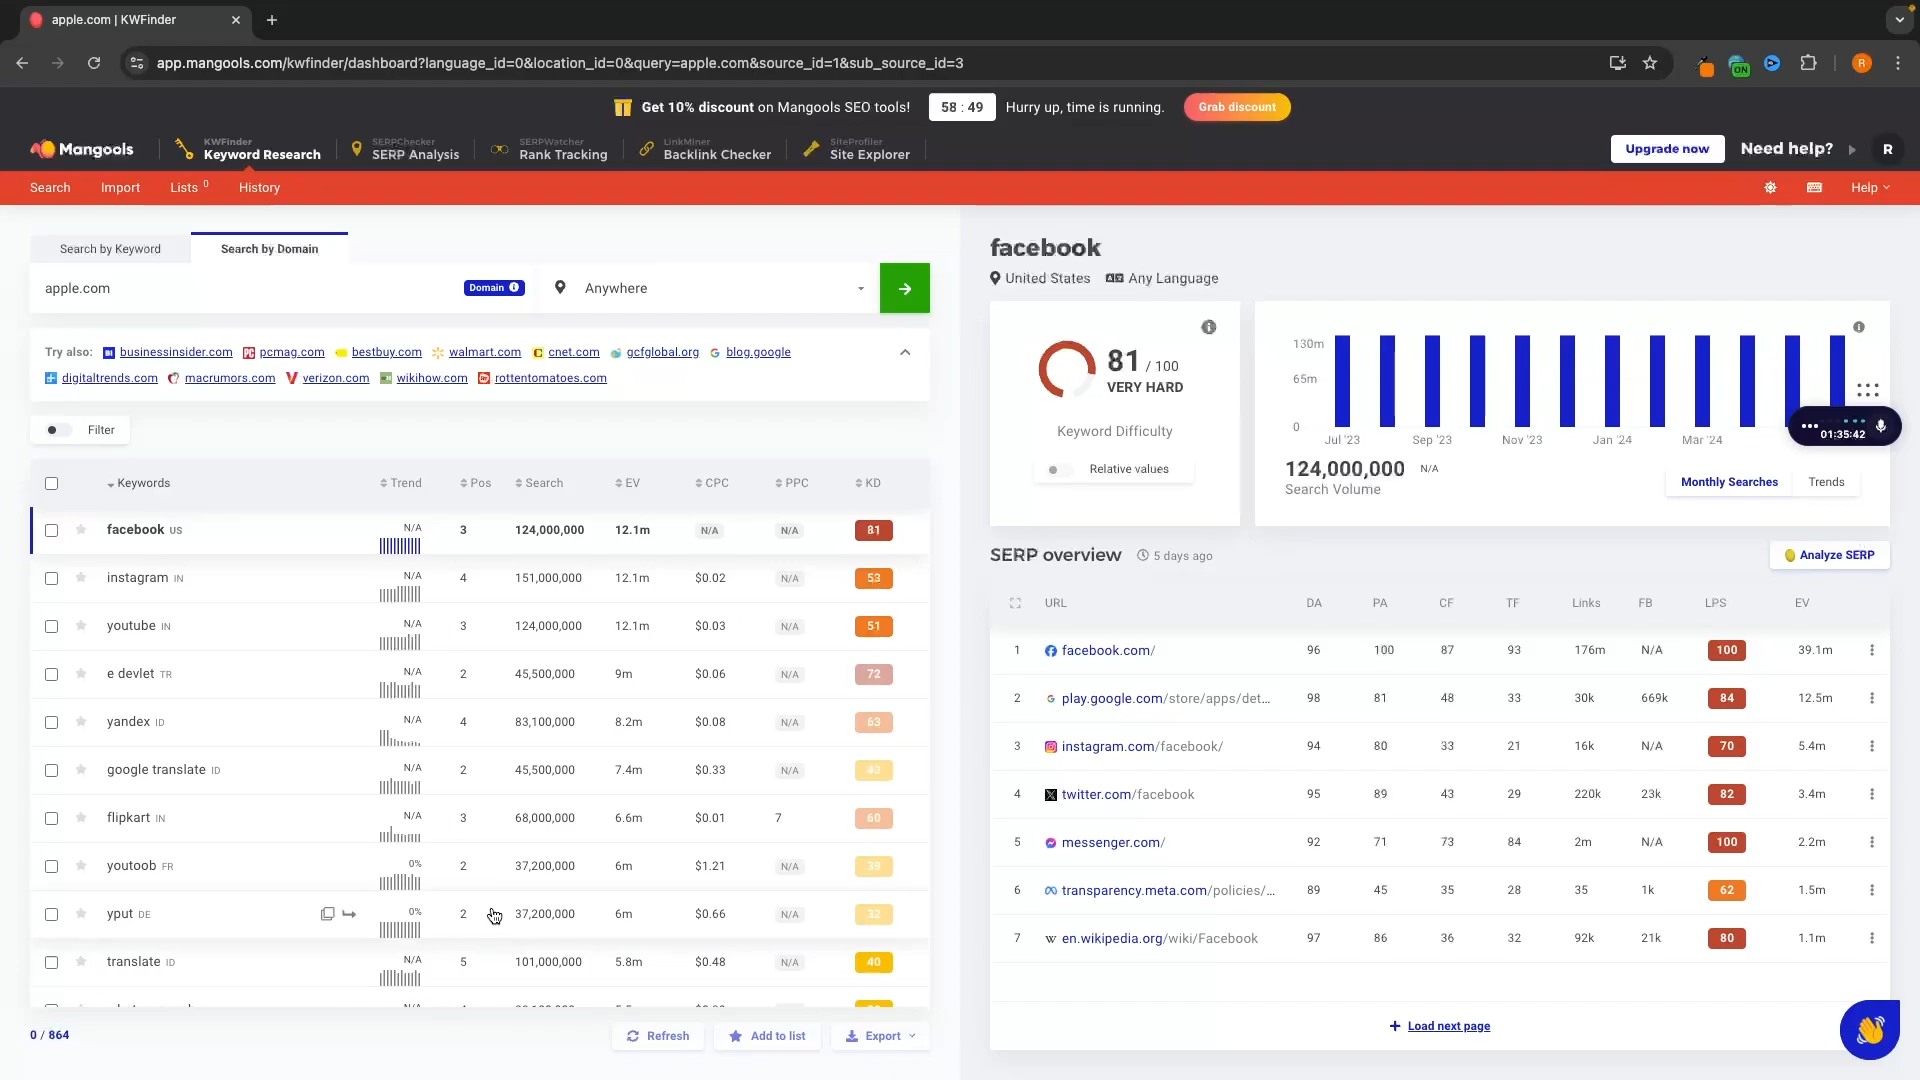 apple.com | KWFinder
app.mangools.com/kwfinder/dashboard?language_id=0&location_id=0&query=apple.com&source_id=1&sub_source_id=3
ON
R
Get 10% discount on Mangools SEO tools! 58 : 49 Hurry up, time is running. Grab discount
Mangools
KWFinder
Keyword Research
SERPChecker
SERP Analysis
SERPWatcher
Rank Tracking
LinkMiner
Backlink Checker
SiteProfiler
Site Explorer
Upgrade now
Need help?
R
Search Import Lists 0 History
Help
Search by Keyword Search by Domain
apple.com Domain Anywhere
Try also: businessinsider.com pcmag.com bestbuy.com walmart.com cnet.com gcfglobal.org blog.google
digitaltrends.com macrumors.com verizon.com wikihow.com rottentomatoes.com
Filter
Keywords Trend Pos Search EV CPC PPC KD
facebook US N/A 3 124,000,000 12.1m N/A N/A 81
instagram IN N/A 4 151,000,000 12.1m $0.02 N/A 53
youtube IN N/A 3 124,000,000 12.1m $0.03 N/A 51
e devlet TR N/A 2 45,500,000 9m $0.06 N/A 72
yandex ID N/A 4 83,100,000 8.2m $0.08 N/A 63
google translate ID N/A 2 45,500,000 7.4m $0.33 N/A 43
flipkart IN N/A 3 68,000,000 6.6m $0.01 7 60
youtoob FR 0% 2 37,200,000 6m $1.21 N/A 39
yput DE 0% 2 37,200,000 6m $0.66 N/A 32
translate ID N/A 5 101,000,000 5.8m $0.48 N/A 40
0 / 864
Refresh Add to list Export
facebook
United States Any Language
81 / 100
VERY HARD
Keyword Difficulty
Relative values
130m
65m
0
Jul '23 Sep '23 Nov '23 Jan '24 Mar '24
01:35:42
124,000,000 N/A
Search Volume
Monthly Searches Trends
SERP overview 5 days ago
Analyze SERP
URL DA PA CF TF Links FB LPS EV
1 facebook.com/ 96 100 87 93 176m N/A 100 39.1m
2 play.google.com/store/apps/det... 98 81 48 33 30k 669k 84 12.5m
3 instagram.com/facebook/ 94 80 33 21 16k N/A 70 5.4m
4 twitter.com/facebook 95 89 43 29 220k 23k 82 3.4m
5 messenger.com/ 92 71 73 84 2m N/A 100 2.2m
6 transparency.meta.com/policies/... 89 45 35 28 35 1k 62 1.5m
7 en.wikipedia.org/wiki/Facebook 97 86 36 32 92k 21k 80 1.1m
+ Load next page